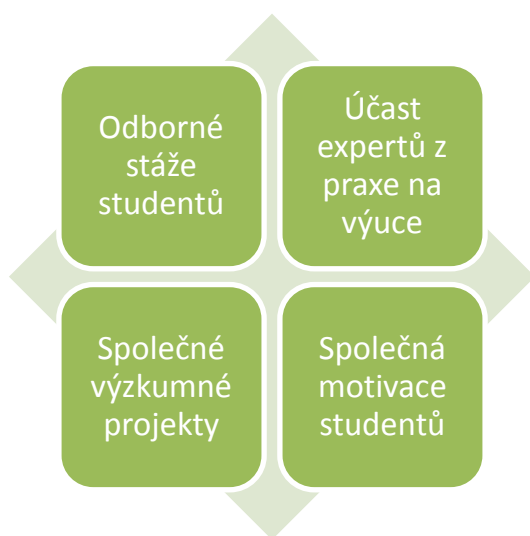 Odborné
stáže
studentů
Účast
expertů z
praxe na
výuce
Společné
výzkumné
projekty
Společná
motivace
studentů